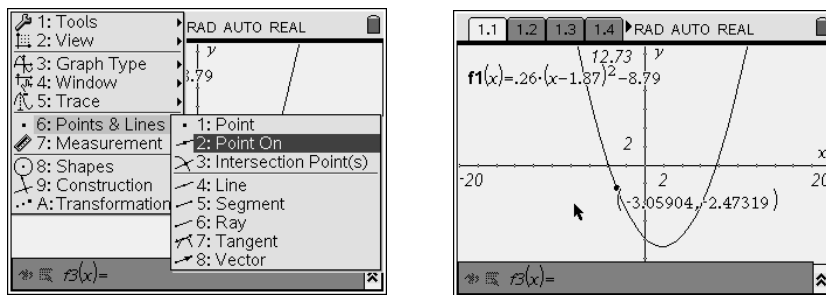 1: Tools
2: View
3: Graph Type
4: Window
5: Trace
6: Points & Lines
7: Measurement
8: Shapes
9: Construction
A: Transformation
1: Point
2: Point On
3: Intersection Point(s)
4: Line
5: Segment
6: Ray
7: Tangent
8: Vector
RAD AUTO REAL
y
3.79
f3(x)=
1.1 1.2 1.3 1.4 RAD AUTO REAL
12.73 y
f1(x)=.26·(x-1.87)²-8.79
2
x
-20 2 20
(-3.05904,-2.47319)
f3(x)=